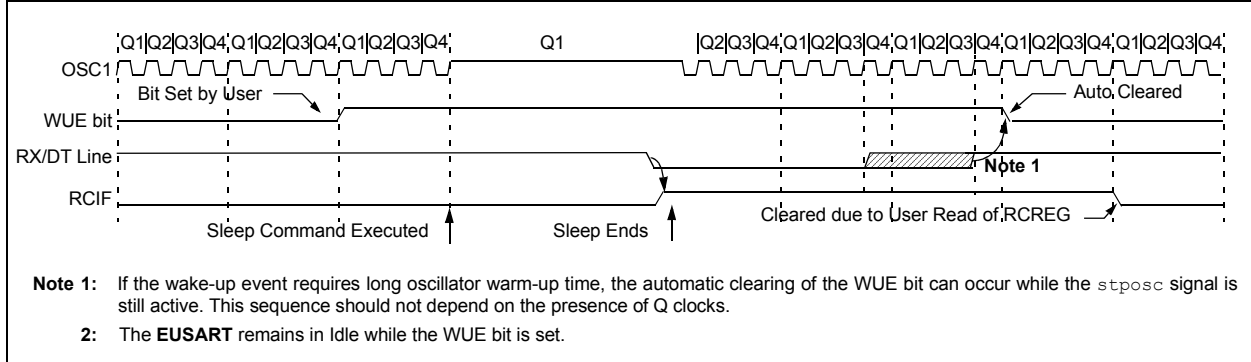 Q1 Q2 Q3 Q4 Q1 Q2 Q3 Q4 Q1 Q2 Q3 Q4 Q1 Q2 Q3 Q4 Q1 Q2 Q3 Q4 Q1 Q2 Q3 Q4 Q1 Q2 Q3 Q4 Q1 Q2 Q3 Q4
OSC1
Bit Set by User Auto Cleared
WUE bit
RX/DT Line
Note 1
RCIF
Cleared due to User Read of RCREG
Sleep Command Executed Sleep Ends
Note 1: If the wake-up event requires long oscillator warm-up time, the automatic clearing of the WUE bit can occur while the stposc signal is
still active. This sequence should not depend on the presence of Q clocks.
2: The EUSART remains in Idle while the WUE bit is set.